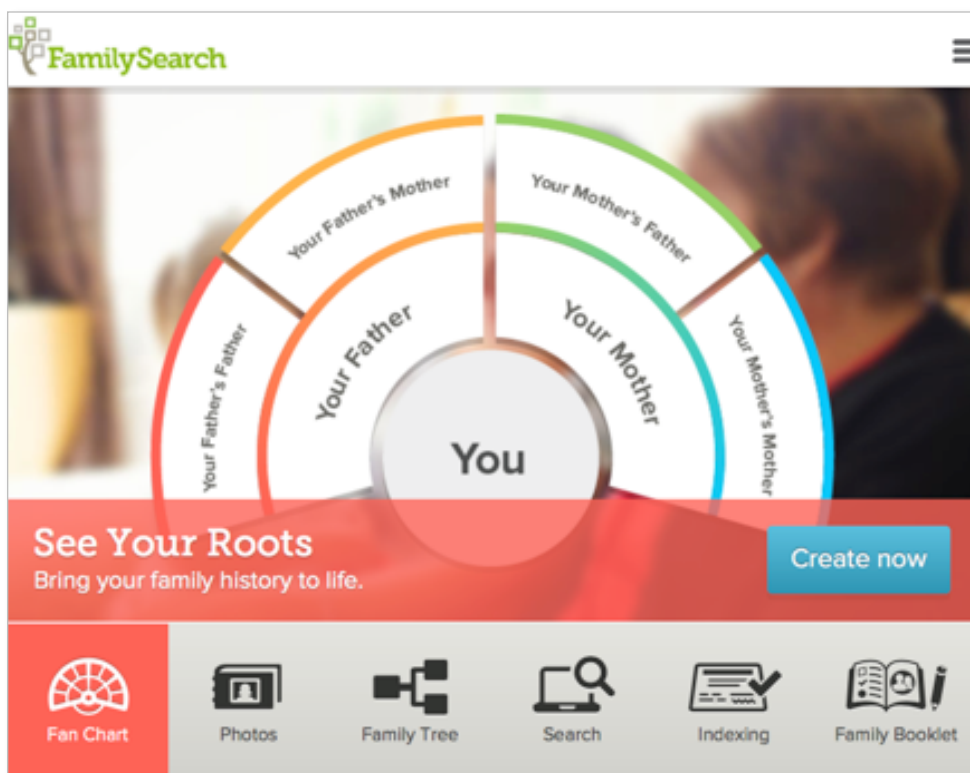 FamilySearch
Your Father's Father
Your Father's Mother
Your Mother's Father
Your Mother's Mother
Your Father
Your Mother
You
See Your Roots
Bring your family history to life.
Create now
Fan Chart
Photos
Family Tree
Search
Indexing
Family Booklet